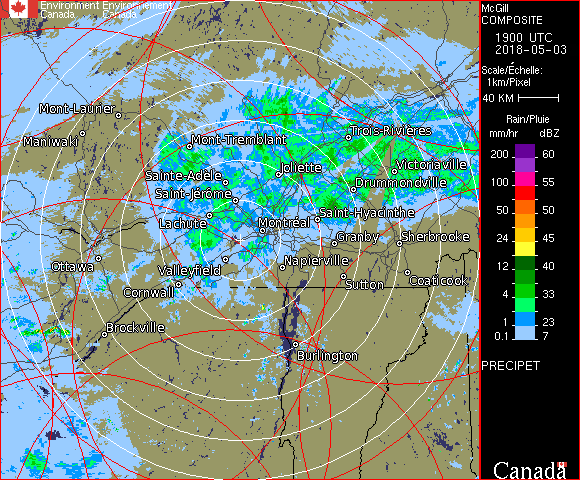 Environment Environnement
Canada Canada
McGill
COMPOSITE
1900 UTC
2018-05-03
Scale/Échelle:
1km/Pixel
40 KM
Rain/Pluie
mm/hr dBZ
200 60
100 55
50 50
24 45
12 40
4 33
1 23
0.1 7
PRECIPET
Mont-Laurier
Maniwaki
Mont-Tremblant
Trois-Rivières
Joliette
Victoriaville
Sainte-Adèle
Drummondville
Saint-Jérôme
Saint-Hyacinthe
Lachute
Montréal
Granby
Sherbrooke
Ottawa
Valleyfield
Napierville
Cornwall
Sutton
Coaticook
Brockville
Burlington
Canada